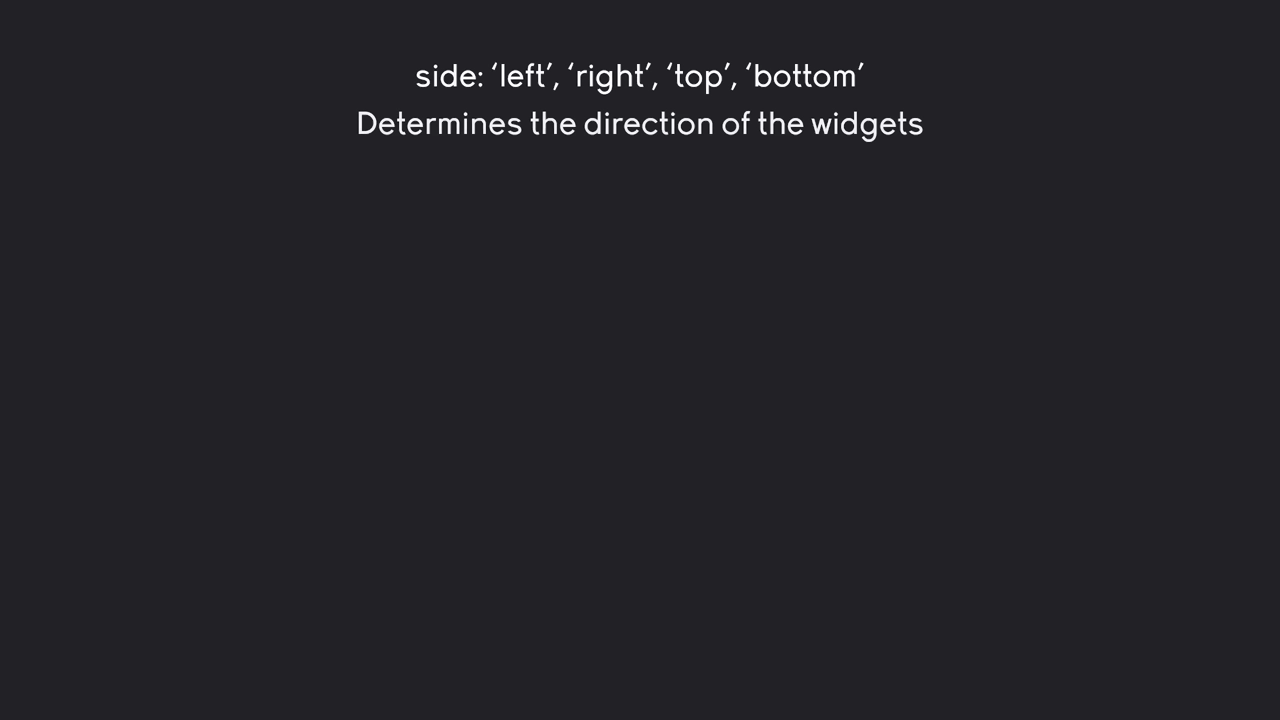 side: ‘left’, ‘right’, ‘top’, ‘bottom’
Determines the direction of the widgets